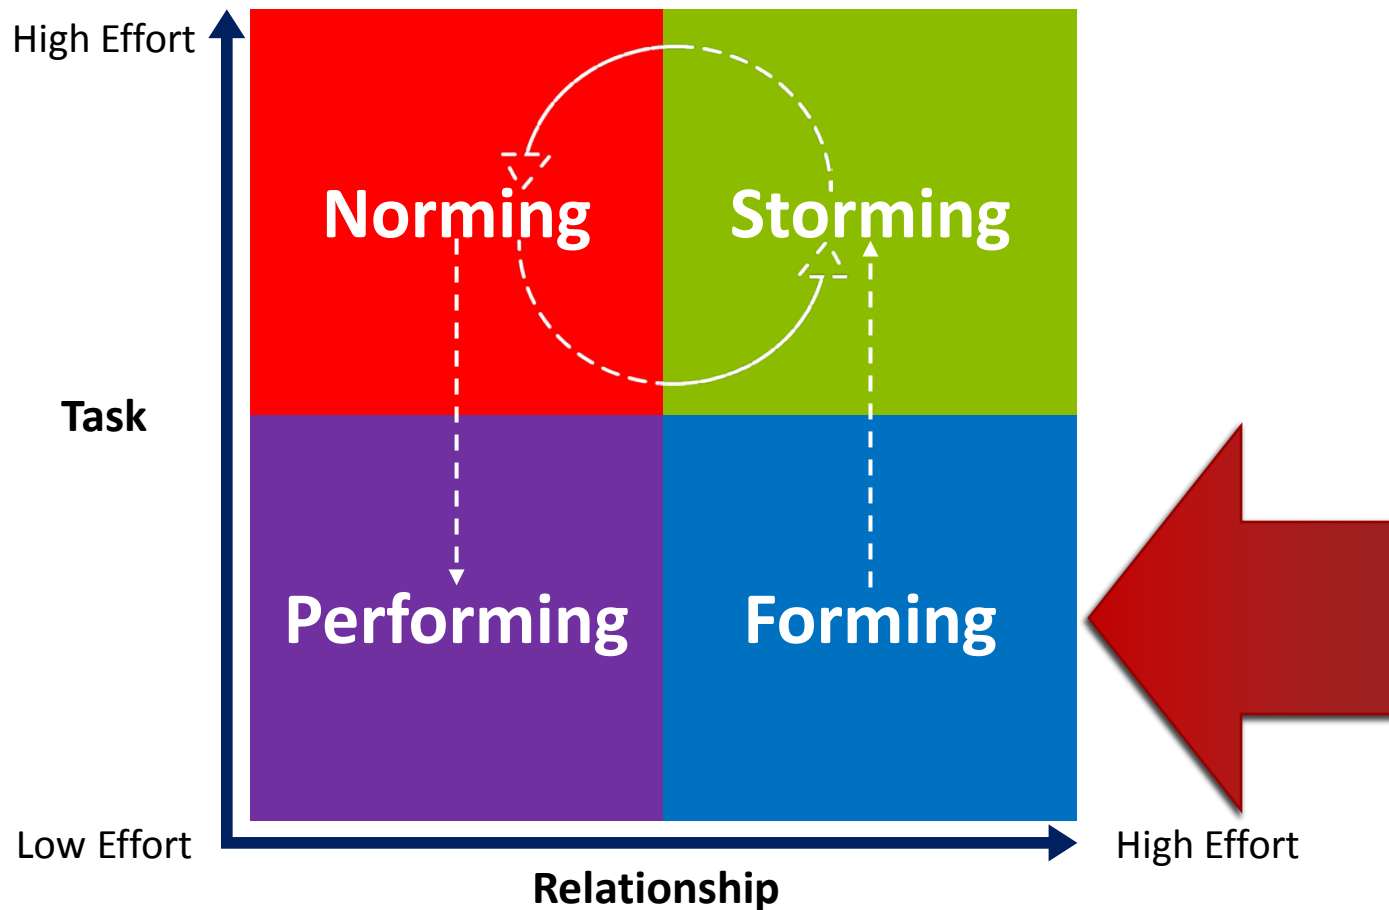 High Effort
Norming
Storming
Task
Performing
Forming
Low Effort
High Effort
Relationship